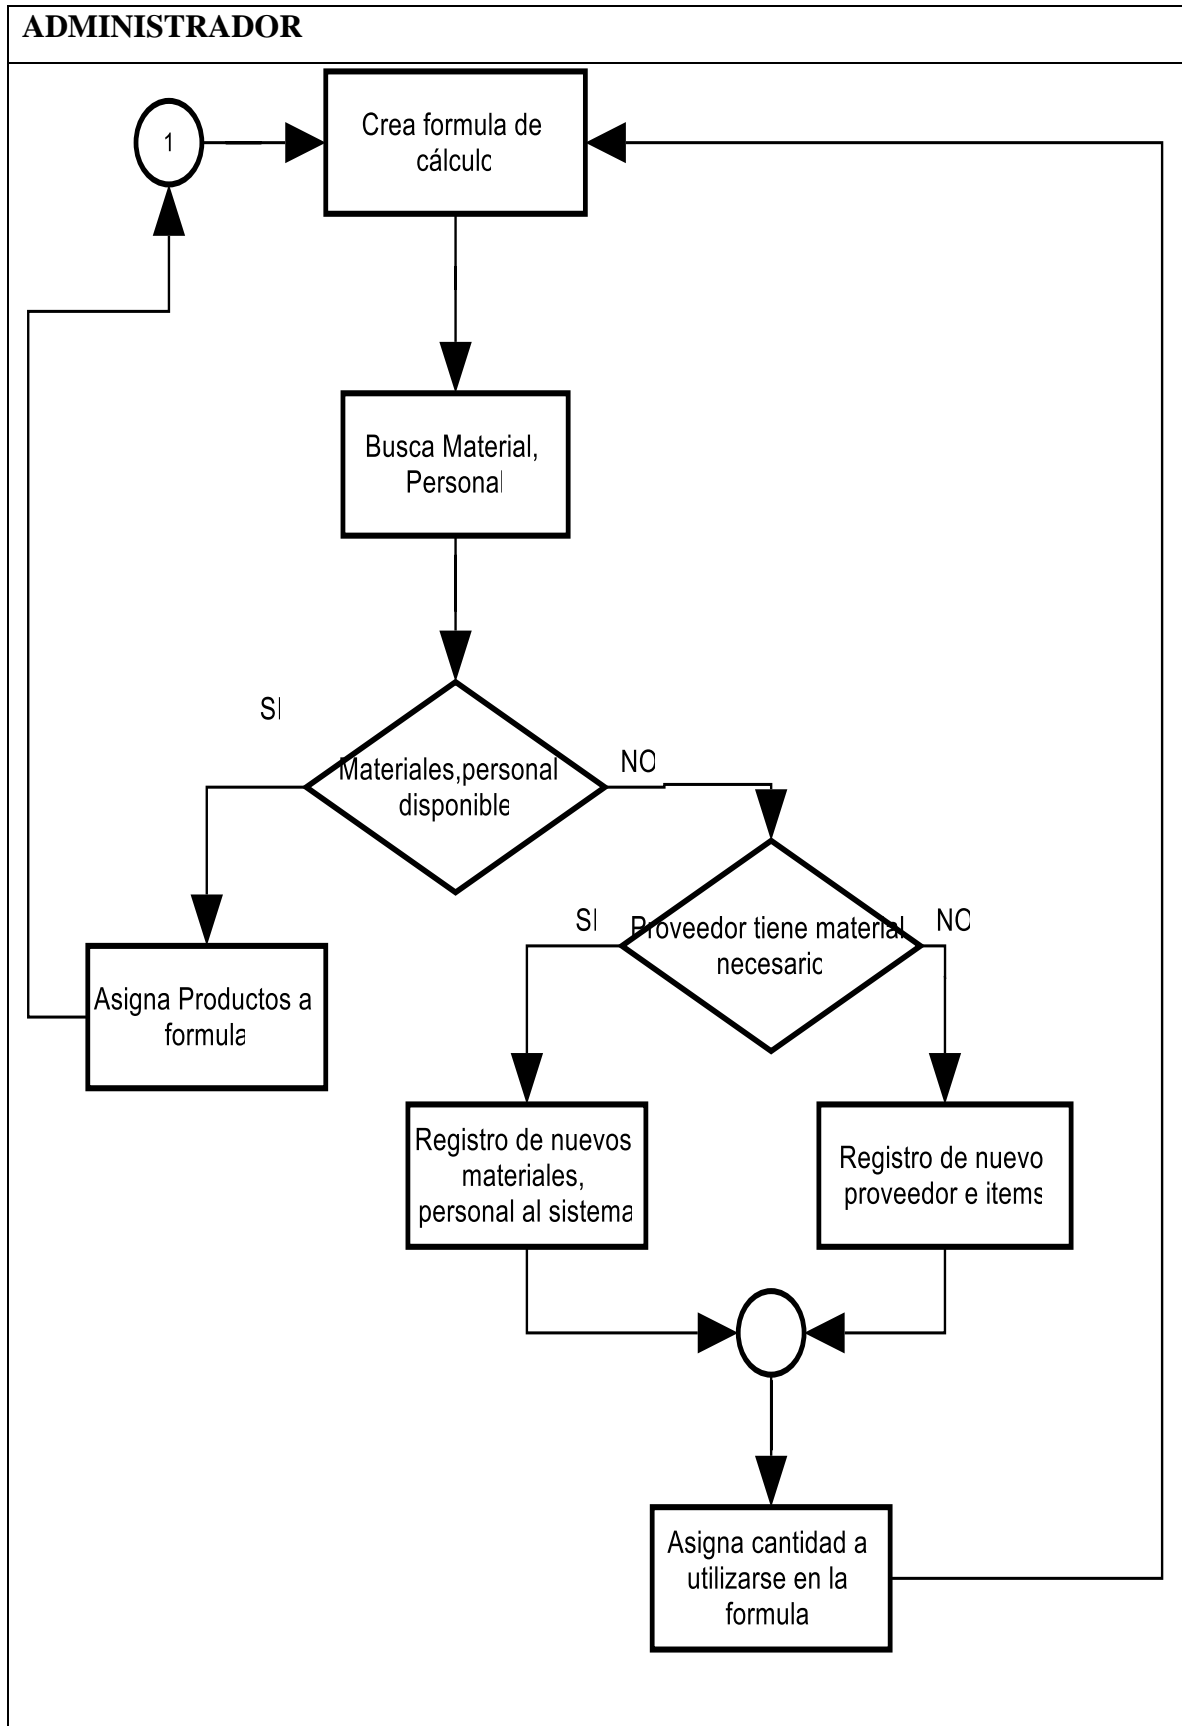 ADMINISTRADOR
1
Crea formula de
cálculo
Busca Material,
Personal
SI
Materiales,personal
disponible
NO
SI
Proveedor tiene material
necesario
NO
Asigna Productos a
formula
Registro de nuevos
materiales,
personal al sistema
Registro de nuevo
proveedor e items
Asigna cantidad a
utilizarse en la
formula